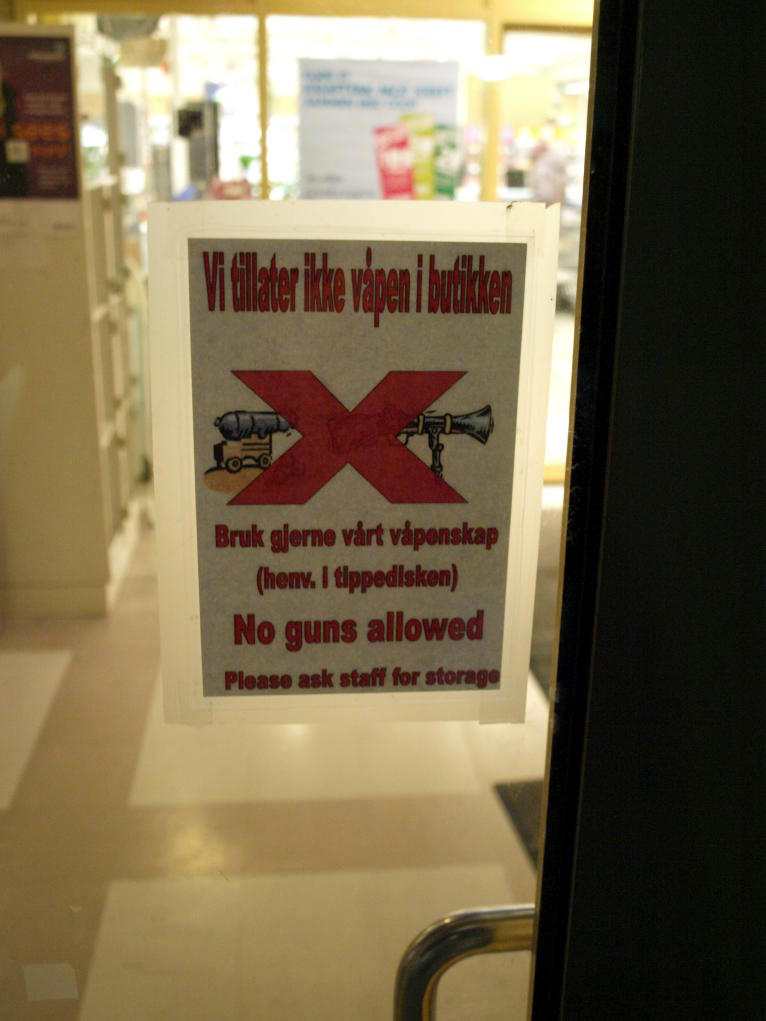 Vi tillater ikke våpen i butikken
Bruk gjerne vårt våpenskap
(henv. i tippedisken)
No guns allowed
Please ask staff for storage